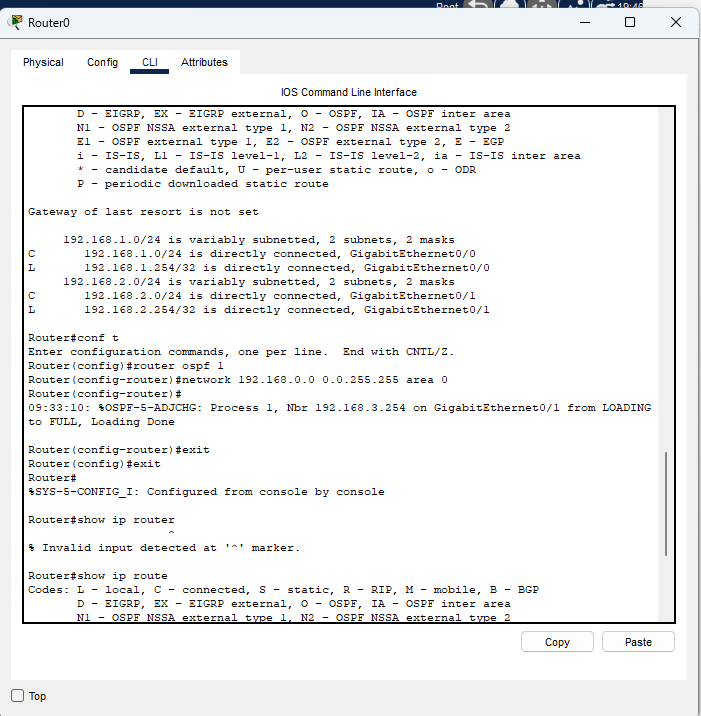 Root 19:46
Router0
Physical Config CLI Attributes
IOS Command Line Interface
D - EIGRP, EX - EIGRP external, O - OSPF, IA - OSPF inter area
N1 - OSPF NSSA external type 1, N2 - OSPF NSSA external type 2
E1 - OSPF external type 1, E2 - OSPF external type 2, E - EGP
i - IS-IS, L1 - IS-IS level-1, L2 - IS-IS level-2, ia - IS-IS inter area
* - candidate default, U - per-user static route, o - ODR
P - periodic downloaded static route
Gateway of last resort is not set
192.168.1.0/24 is variably subnetted, 2 subnets, 2 masks
C 192.168.1.0/24 is directly connected, GigabitEthernet0/0
L 192.168.1.254/32 is directly connected, GigabitEthernet0/0
192.168.2.0/24 is variably subnetted, 2 subnets, 2 masks
C 192.168.2.0/24 is directly connected, GigabitEthernet0/1
L 192.168.2.254/32 is directly connected, GigabitEthernet0/1
Router#conf t
Enter configuration commands, one per line. End with CNTL/Z.
Router(config)#router ospf 1
Router(config-router)#network 192.168.0.0 0.0.255.255 area 0
Router(config-router)#
09:33:10: %OSPF-5-ADJCHG: Process 1, Nbr 192.168.3.254 on GigabitEthernet0/1 from LOADING
to FULL, Loading Done
Router(config-router)#exit
Router(config)#exit
Router#
%SYS-5-CONFIG_I: Configured from console by console
Router#show ip router
^
% Invalid input detected at '^' marker.
Router#show ip route
Codes: L - local, C - connected, S - static, R - RIP, M - mobile, B - BGP
D - EIGRP, EX - EIGRP external, O - OSPF, IA - OSPF inter area
N1 - OSPF NSSA external type 1, N2 - OSPF NSSA external type 2
Copy Paste
Top